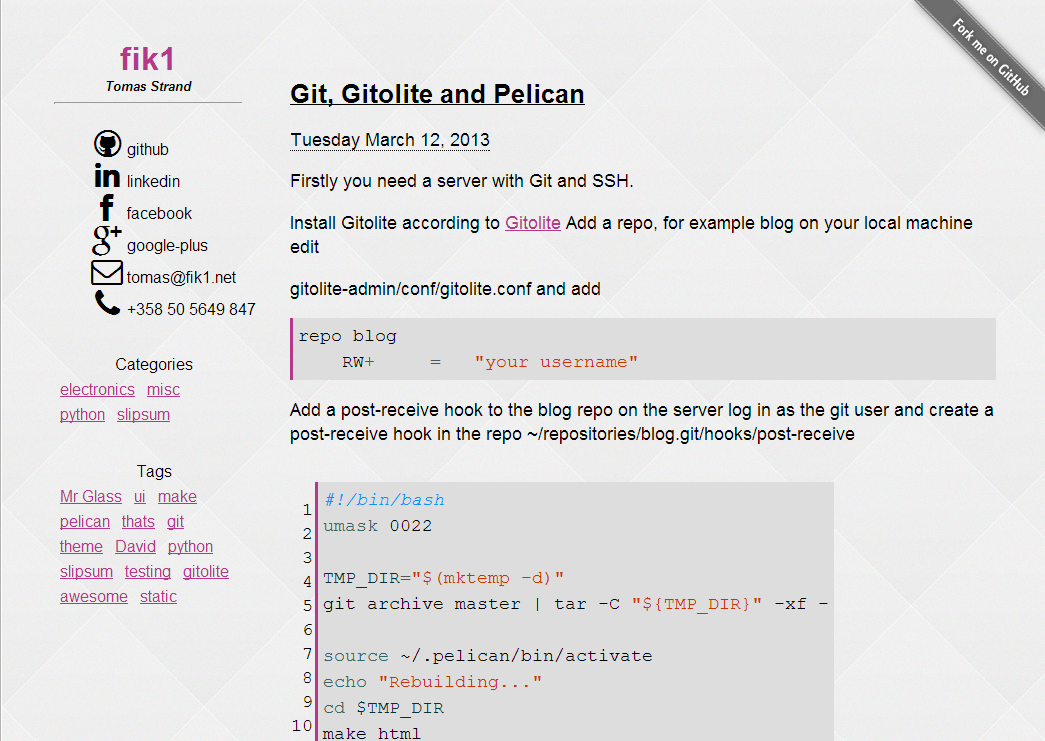 fik1
Tomas Strand
github
linkedin
facebook
google-plus
tomas@fik1.net
+358 50 5649 847
Categories
electronics misc
python slipsum
Tags
Mr Glass ui make
pelican thats git
theme David python
slipsum testing gitolite
awesome static
Fork me on GitHub
Git, Gitolite and Pelican
Tuesday March 12, 2013
Firstly you need a server with Git and SSH.
Install Gitolite according to Gitolite Add a repo, for example blog on your local machine
edit
gitolite-admin/conf/gitolite.conf and add
repo blog
    RW+     =   "your username"
Add a post-receive hook to the blog repo on the server log in as the git user and create a
post-receive hook in the repo ~/repositories/blog.git/hooks/post-receive
1 #!/bin/bash
2 umask 0022
3
4 TMP_DIR="$(mktemp -d)"
5 git archive master | tar -C "${TMP_DIR}" -xf -
6
7 source ~/.pelican/bin/activate
8 echo "Rebuilding..."
9 cd $TMP_DIR
10 make html